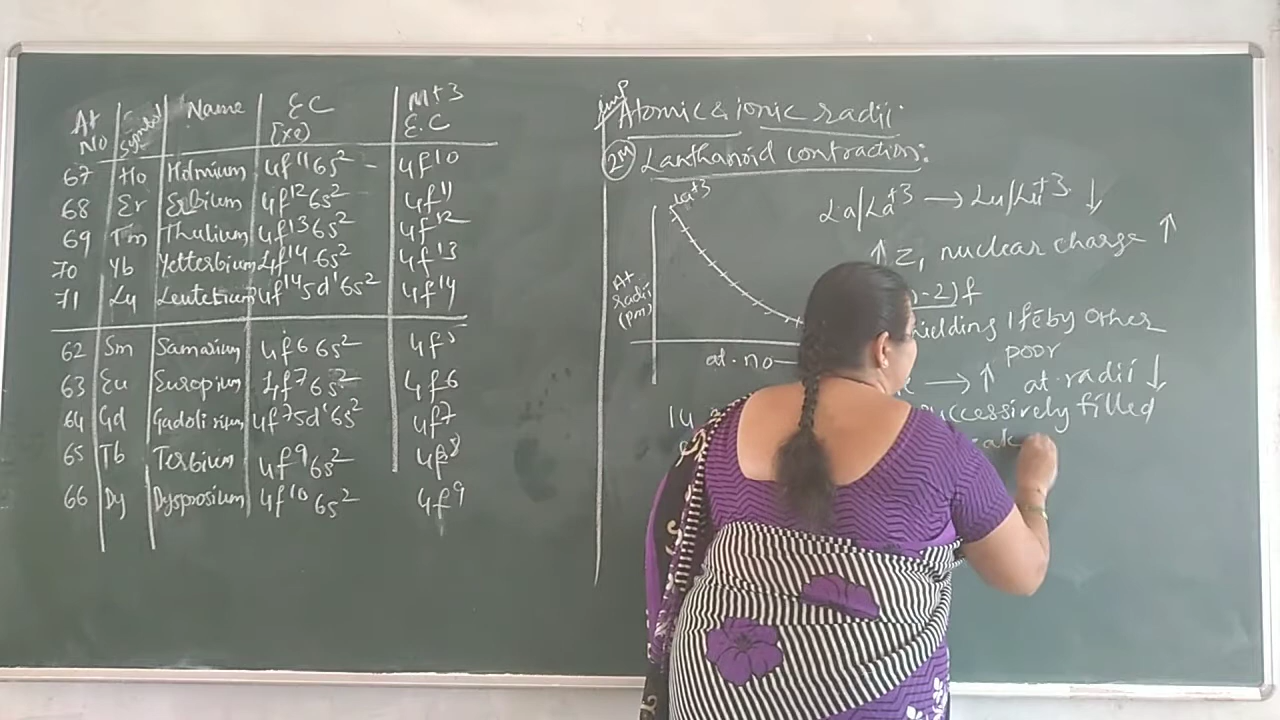 At No Symbol Name EC [Xe] M+3 E.C
67 Ho Holmium 4f¹¹6s² - 4f¹⁰
68 Er Erbium 4f¹²6s² 4f¹¹
69 Tm Thulium 4f¹³6s² 4f¹²
70 Yb Yetterbium 4f¹⁴6s² 4f¹³
71 Lu Leutetium 4f¹⁴5d¹6s² 4f¹⁴
62 Sm Samarium 4f⁶6s² 4f⁵
63 Eu Europium 4f⁷6s² 4f⁶
64 Gd Gadolinium 4f⁷5d¹6s² 4f⁷
65 Tb Terbium 4f⁹6s² 4f⁸
66 Dy Dysprosium 4f¹⁰6s² 4f⁹
imp Atomic & ionic radii.
2M Lanthanoid contraction:
La⁺³
At radii (pm)
at. no
La/La⁺³ → Lu/Lu⁺³ ↓
↑ Z, nuclear charge ↑
-2)f
by other
poor
→ ↑ at. radii ↓
14
filled